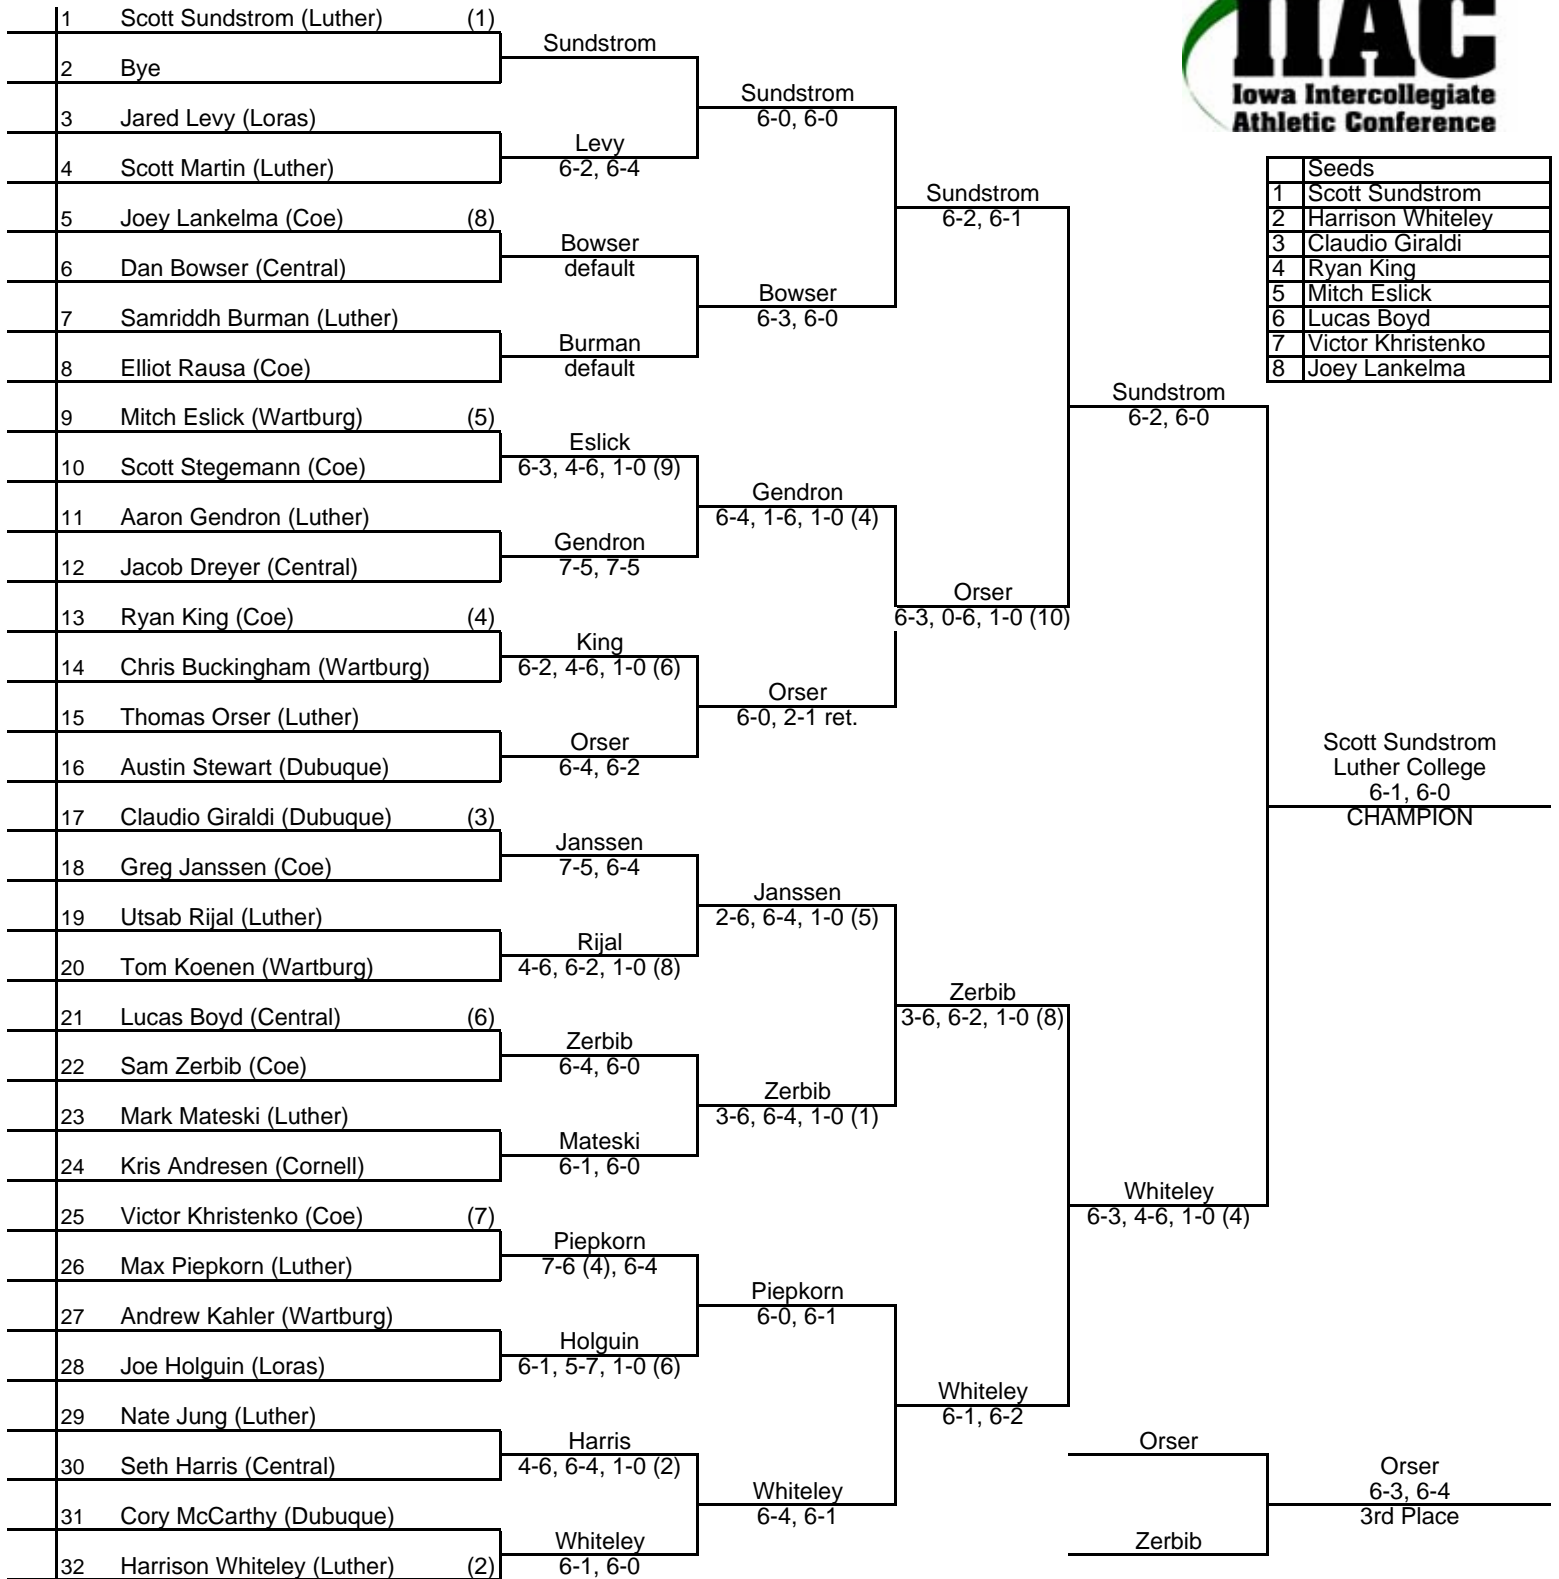 IIAC
Iowa Intercollegiate
Athletic Conference
Seeds
1 Scott Sundstrom
2 Harrison Whiteley
3 Claudio Giraldi
4 Ryan King
5 Mitch Eslick
6 Lucas Boyd
7 Victor Khristenko
8 Joey Lankelma
1 Scott Sundstrom (Luther) (1)
2 Bye
3 Jared Levy (Loras)
4 Scott Martin (Luther)
5 Joey Lankelma (Coe) (8)
6 Dan Bowser (Central)
7 Samriddh Burman (Luther)
8 Elliot Rausa (Coe)
9 Mitch Eslick (Wartburg) (5)
10 Scott Stegemann (Coe)
11 Aaron Gendron (Luther)
12 Jacob Dreyer (Central)
13 Ryan King (Coe) (4)
14 Chris Buckingham (Wartburg)
15 Thomas Orser (Luther)
16 Austin Stewart (Dubuque)
17 Claudio Giraldi (Dubuque) (3)
18 Greg Janssen (Coe)
19 Utsab Rijal (Luther)
20 Tom Koenen (Wartburg)
21 Lucas Boyd (Central) (6)
22 Sam Zerbib (Coe)
23 Mark Mateski (Luther)
24 Kris Andresen (Cornell)
25 Victor Khristenko (Coe) (7)
26 Max Piepkorn (Luther)
27 Andrew Kahler (Wartburg)
28 Joe Holguin (Loras)
29 Nate Jung (Luther)
30 Seth Harris (Central)
31 Cory McCarthy (Dubuque)
32 Harrison Whiteley (Luther) (2)
Sundstrom
Levy
6-2, 6-4
Bowser
default
Burman
default
Eslick
6-3, 4-6, 1-0 (9)
Gendron
7-5, 7-5
King
6-2, 4-6, 1-0 (6)
Orser
6-4, 6-2
Janssen
7-5, 6-4
Rijal
4-6, 6-2, 1-0 (8)
Zerbib
6-4, 6-0
Mateski
6-1, 6-0
Piepkorn
7-6 (4), 6-4
Holguin
6-1, 5-7, 1-0 (6)
Harris
4-6, 6-4, 1-0 (2)
Whiteley
6-1, 6-0
Sundstrom
6-0, 6-0
Bowser
6-3, 6-0
Gendron
6-4, 1-6, 1-0 (4)
Orser
6-0, 2-1 ret.
Janssen
2-6, 6-4, 1-0 (5)
Zerbib
3-6, 6-4, 1-0 (1)
Piepkorn
6-0, 6-1
Whiteley
6-4, 6-1
Sundstrom
6-2, 6-1
Orser
6-3, 0-6, 1-0 (10)
Zerbib
3-6, 6-2, 1-0 (8)
Whiteley
6-1, 6-2
Sundstrom
6-2, 6-0
Whiteley
6-3, 4-6, 1-0 (4)
Scott Sundstrom
Luther College
6-1, 6-0
CHAMPION
Orser
Zerbib
Orser
6-3, 6-4
3rd Place